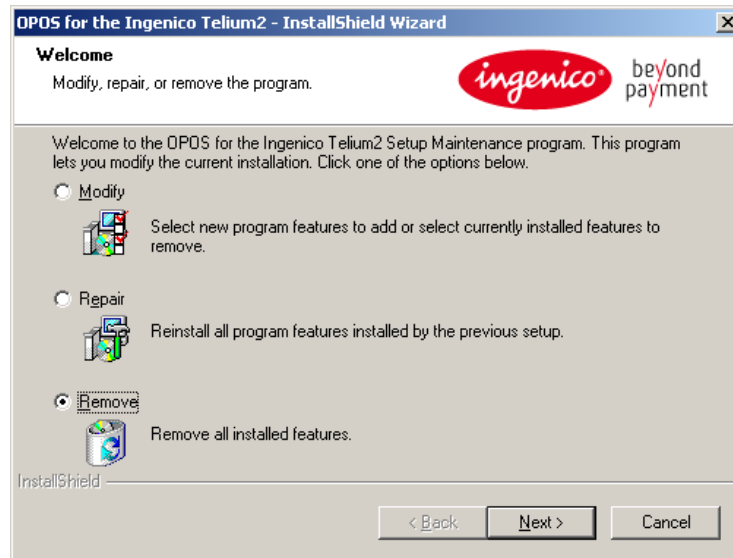 OPOS for the Ingenico Telium2 - InstallShield Wizard
Welcome
Modify, repair, or remove the program.
ingenico
beyond
payment
Welcome to the OPOS for the Ingenico Telium2 Setup Maintenance program. This program
lets you modify the current installation. Click one of the options below.
Modify
Select new program features to add or select currently installed features to
remove.
Repair
Reinstall all program features installed by the previous setup.
Remove
Remove all installed features.
InstallShield
< Back
Next >
Cancel